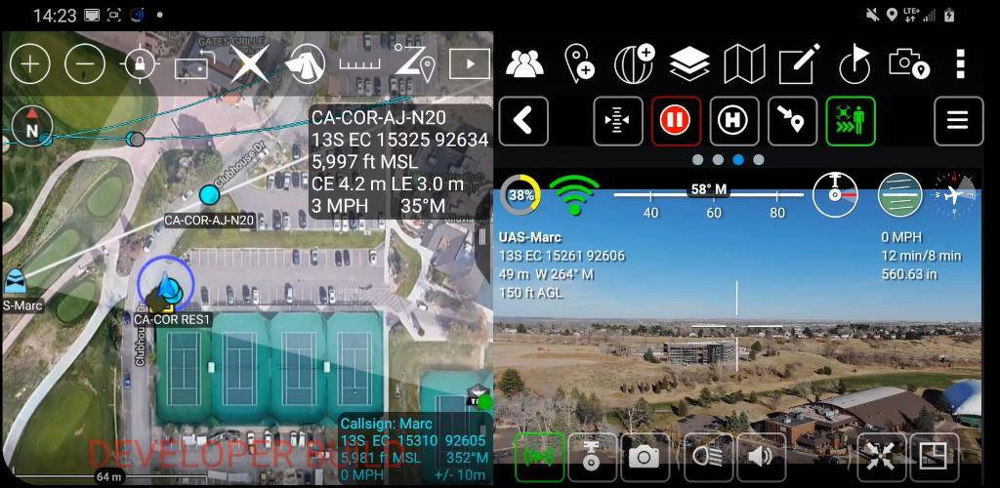 14:23
LTE+
GATES GRILLE
N
CA-COR-AJ-N20
13S EC 15325 92634
5,997 ft MSL
CE 4.2 m LE 3.0 m
3 MPH 35°M
Clubhouse Dr
CA-COR-AJ-N20
S-Marc
CA-COR RES1
Clubhouse Dr
Callsign: Marc
13S EC 15310 92605
5,981 ft MSL 352°M
0 MPH +/- 10m
DEVELOPER BUILD
64 m
H
38%
58° M
40 60 80
N
UAS-Marc
13S EC 15261 92606
49 m W 264° M
150 ft AGL
0 MPH
12 min/8 min
560.63 in